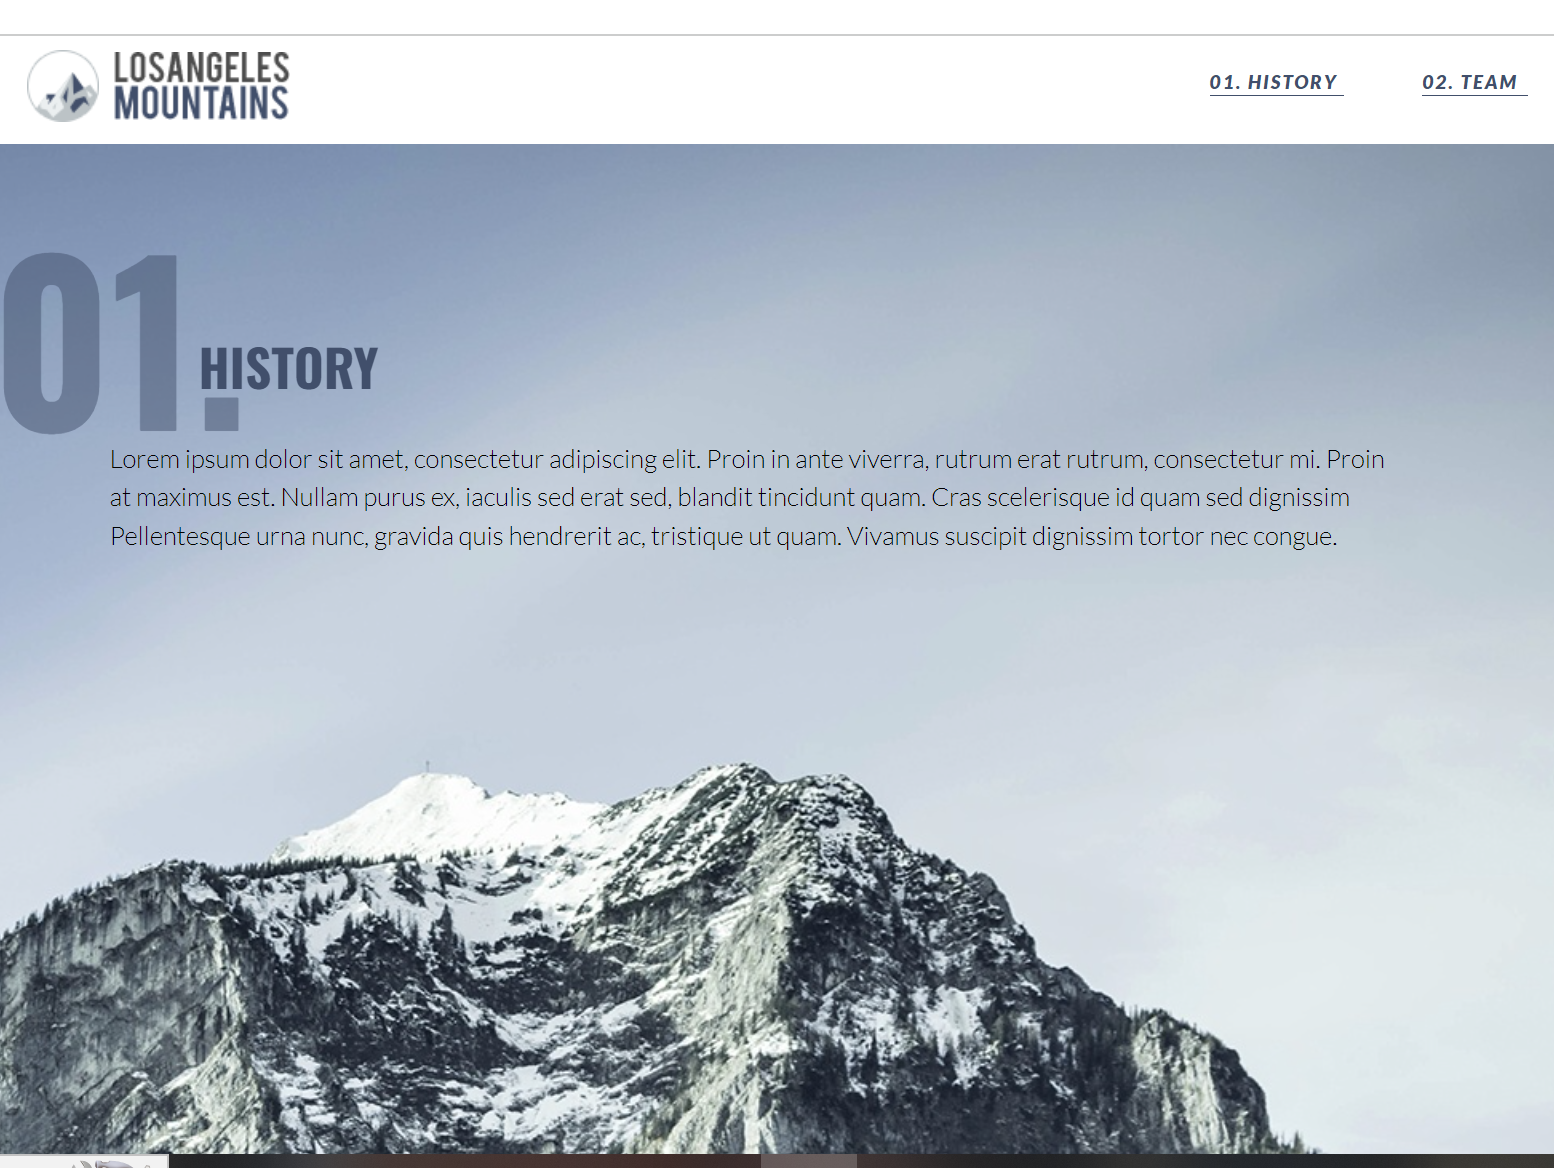 LOSANGELES
MOUNTAINS
01. HISTORY
02. TEAM
01.
HISTORY
Lorem ipsum dolor sit amet, consectetur adipiscing elit. Proin in ante viverra, rutrum erat rutrum, consectetur mi. Proin
at maximus est. Nullam purus ex, iaculis sed erat sed, blandit tincidunt quam. Cras scelerisque id quam sed dignissim
Pellentesque urna nunc, gravida quis hendrerit ac, tristique ut quam. Vivamus suscipit dignissim tortor nec congue.